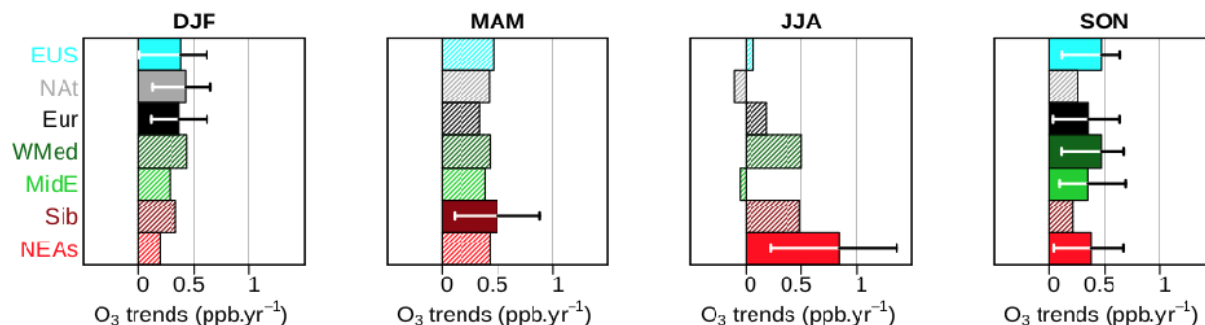 DJF MAM JJA SON
EUS
NAt
Eur
WMed
MidE
Sib
NEAs
0 0.5 1 0 0.5 1 0 0.5 1 0 0.5 1
O₃ trends (ppb.yr⁻¹) O₃ trends (ppb.yr⁻¹) O₃ trends (ppb.yr⁻¹) O₃ trends (ppb.yr⁻¹)